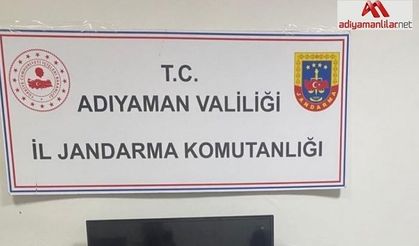 adiyamanlilar.net
T.C.
ADIYAMAN VALİLİĞİ
İL JANDARMA KOMUTANLIĞI
JANDARMA